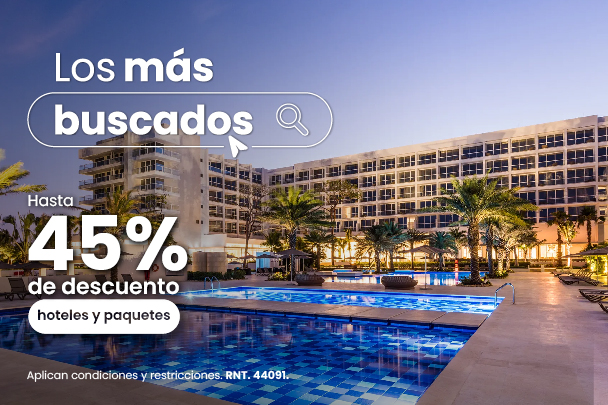 Los más
buscados
Hasta
45%
de descuento
hoteles y paquetes
Aplican condiciones y restricciones. RNT. 44091.